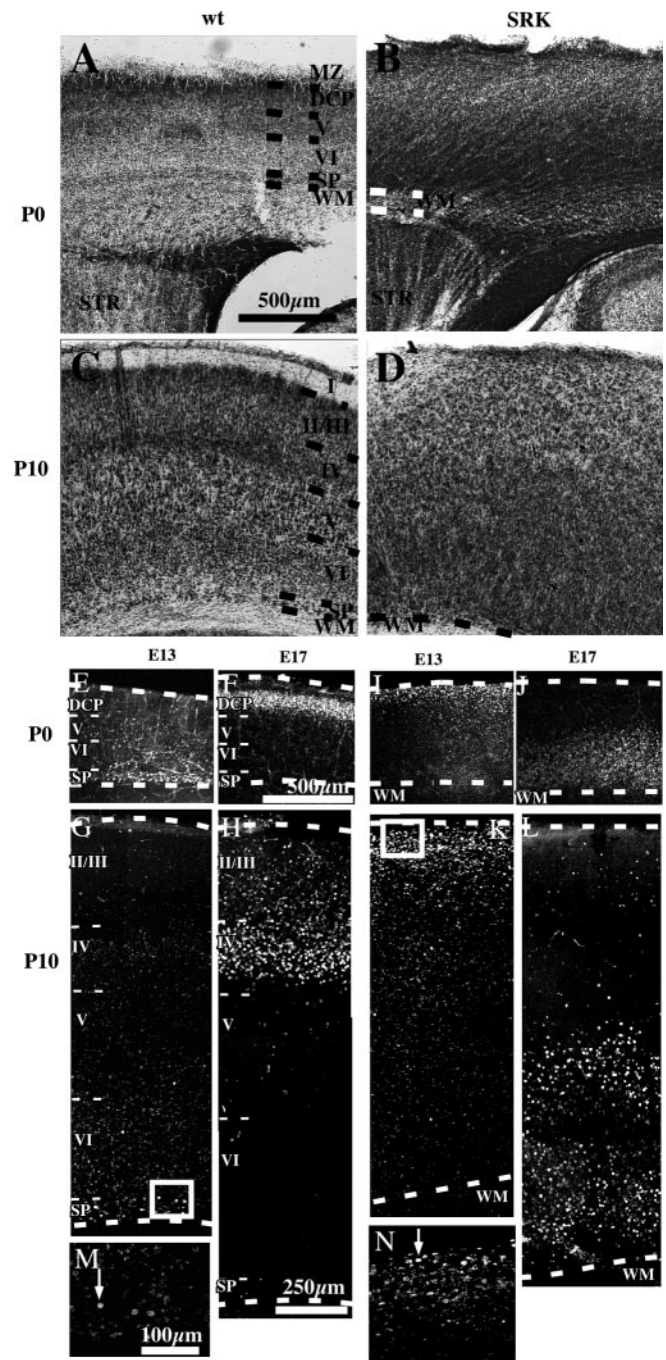 wt SRK
A B
MZ
DCP
V
VI
SP
WM WM
P0
STR STR
500µm
C D
I
II/III
IV
V
VI
SP
WM WM
P10
E13 E17 E13 E17
E F I J
DCP DCP
V V
VI VI
SP SP
P0
500µm
WM WM
G H K L
II/III II/III
IV IV
P10
V V
VI VI
SP
WM WM
SP
250µm
M N
100µm